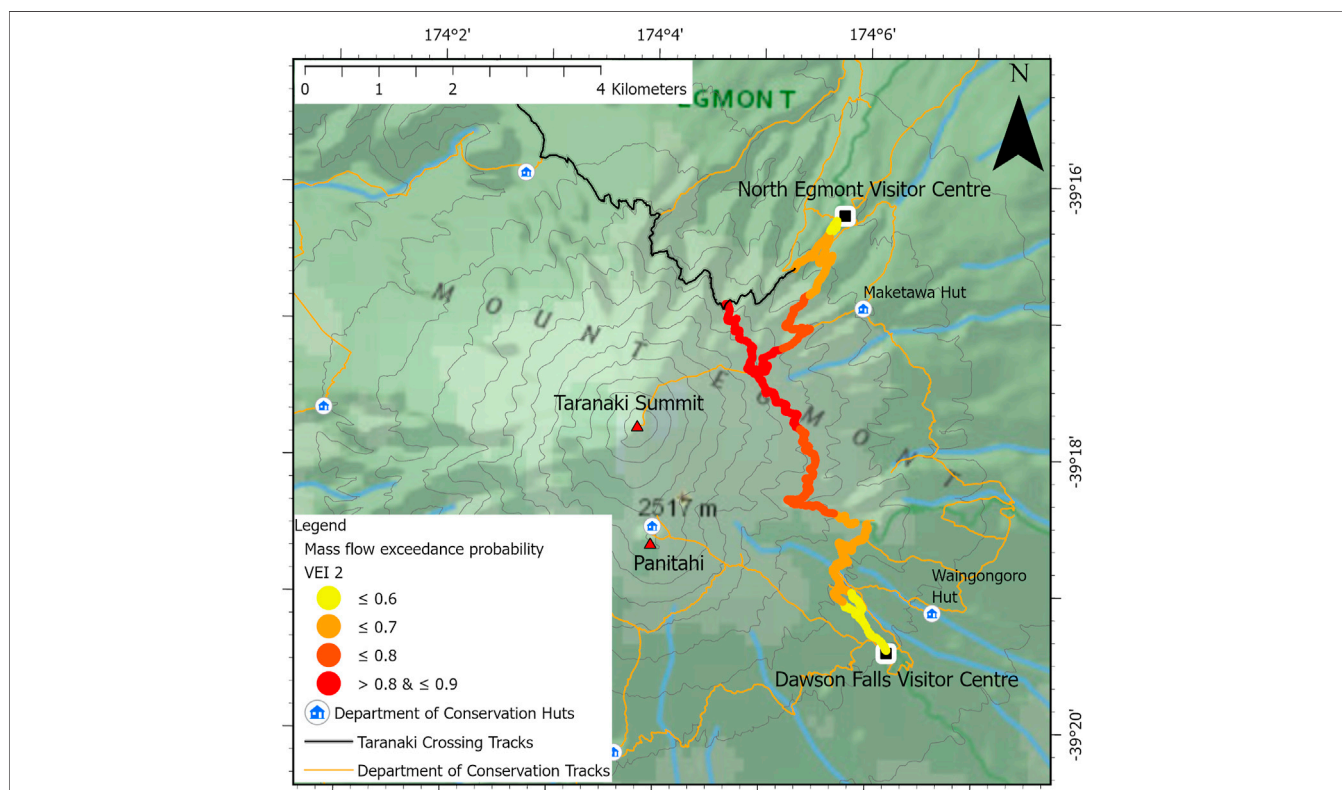 174°2'
174°4'
174°6'
0 1 2 4 Kilometers
EGMONT
N
-39°16'
North Egmont Visitor Centre
Maketawa Hut
MOUNT EGMONT
Taranaki Summit
-39°18'
2517 m
Panitahi
Waingongoro
Hut
Dawson Falls Visitor Centre
-39°20'
Legend
Mass flow exceedance probability
VEI 2
≤ 0.6
≤ 0.7
≤ 0.8
> 0.8 & ≤ 0.9
Department of Conservation Huts
Taranaki Crossing Tracks
Department of Conservation Tracks